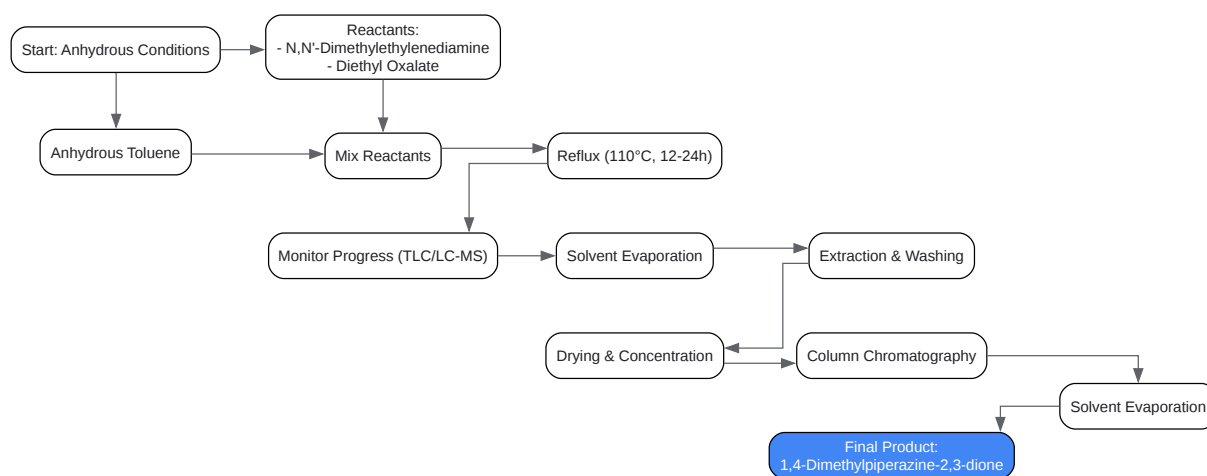 Start: Anhydrous Conditions
Reactants:
- N,N'-Dimethylethylenediamine
- Diethyl Oxalate
Anhydrous Toluene
Mix Reactants
Reflux (110°C, 12-24h)
Monitor Progress (TLC/LC-MS)
Solvent Evaporation
Extraction & Washing
Drying & Concentration
Column Chromatography
Solvent Evaporation
Final Product:
1,4-Dimethylpiperazine-2,3-dione